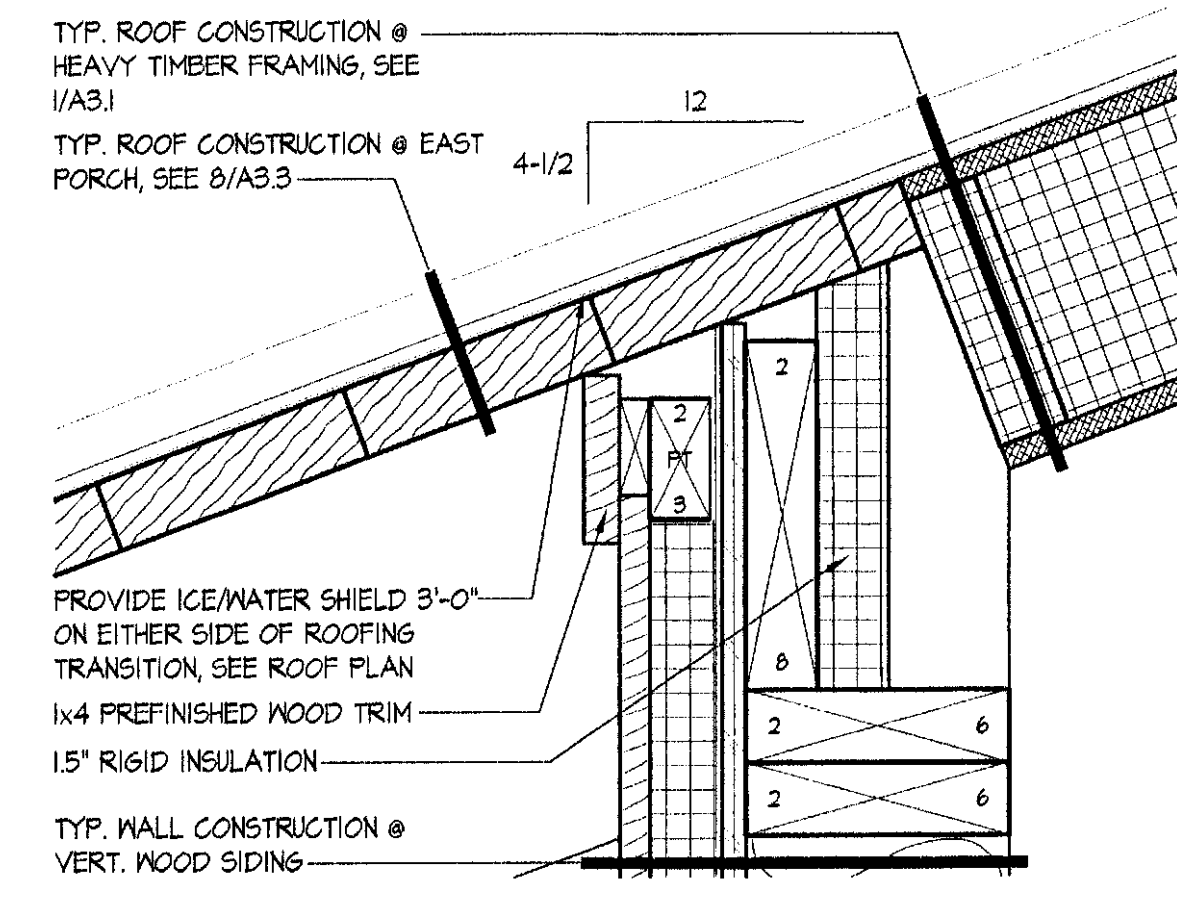 TYP. ROOF CONSTRUCTION @
HEAVY TIMBER FRAMING, SEE
1/A3.1
TYP. ROOF CONSTRUCTION @ EAST
PORCH, SEE 8/A3.3
12
4-1/2
2
PT
3
2
8
PROVIDE ICE/WATER SHIELD 3'-0"
ON EITHER SIDE OF ROOFING
TRANSITION, SEE ROOF PLAN
1x4 PREFINISHED WOOD TRIM
1.5" RIGID INSULATION
2 6
2 6
TYP. WALL CONSTRUCTION @
VERT. WOOD SIDING